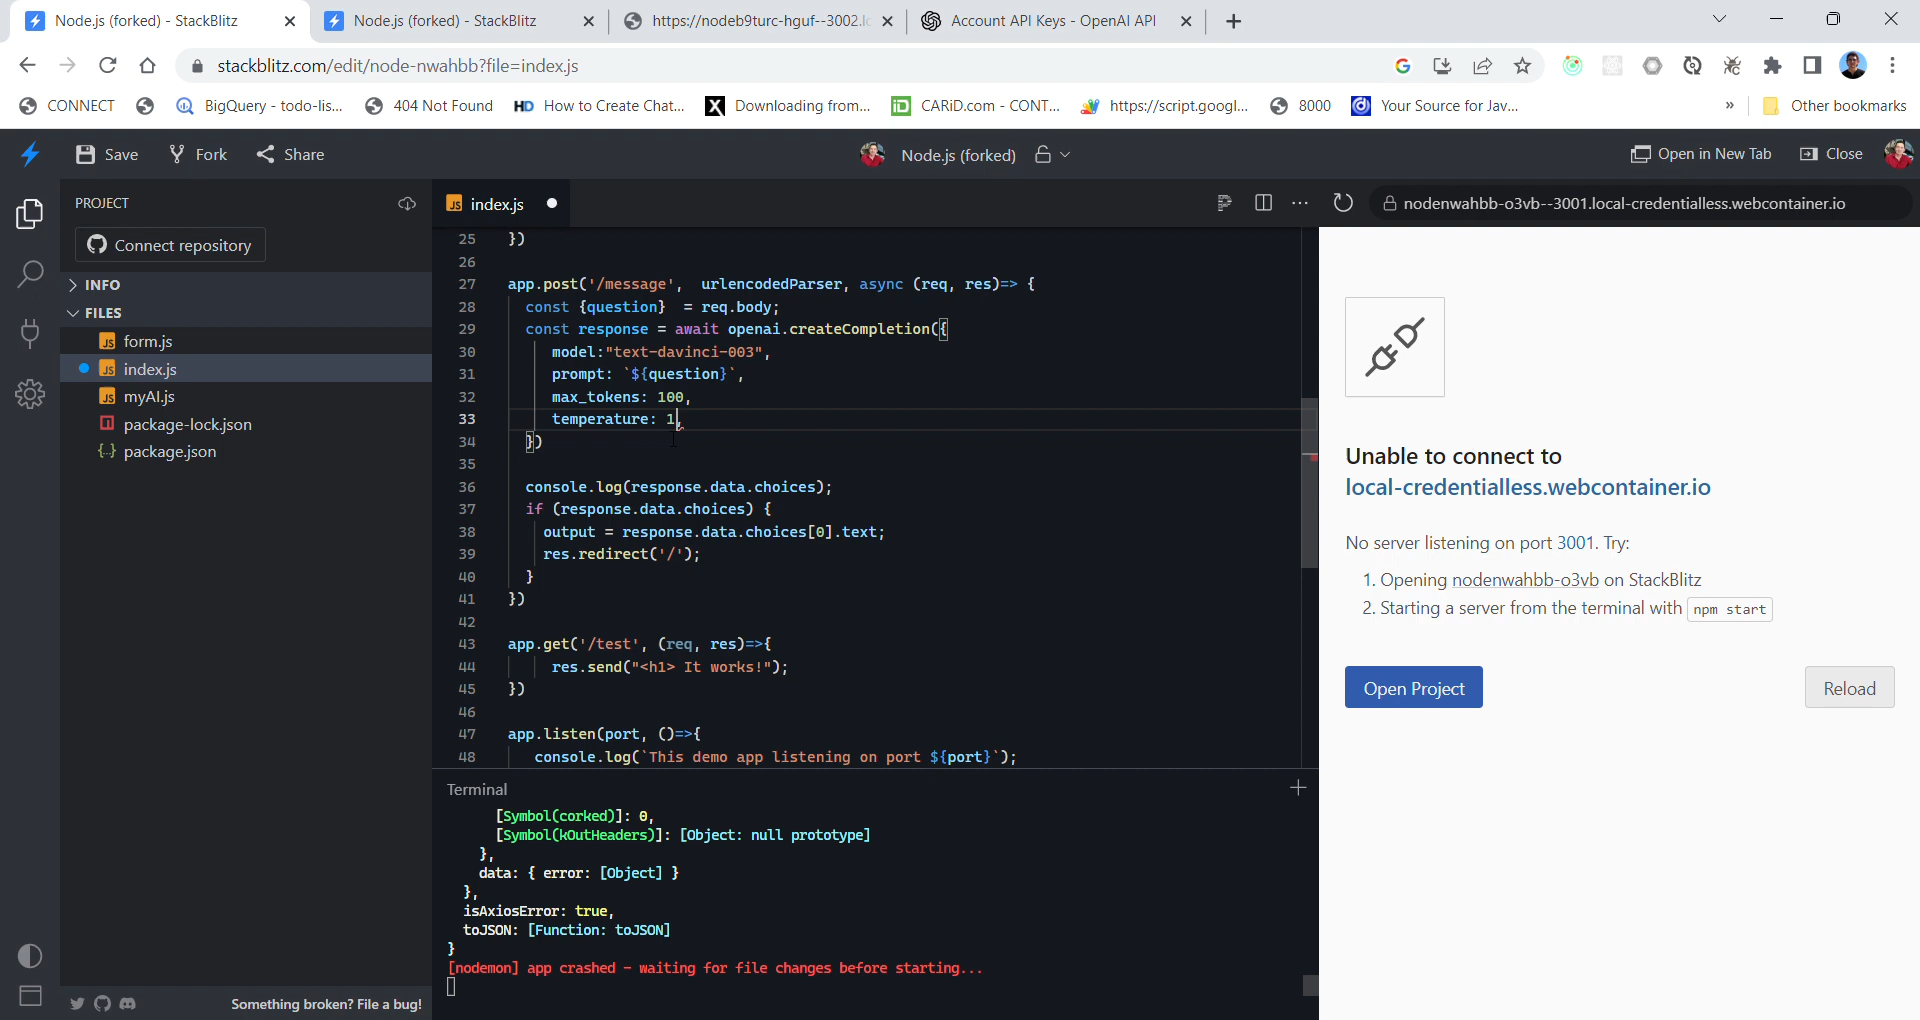 Node.js (forked) - StackBlitz
Node.js (forked) - StackBlitz
https://nodeb9turc-hguf--3002.lo
Account API Keys - OpenAI API
stackblitz.com/edit/node-nwahbb?file=index.js
CONNECT
BigQuery - todo-lis...
404 Not Found
HD How to Create Chat...
X Downloading from...
iD CARiD.com - CONT...
https://script.googl...
8000
Your Source for Jav...
»
Other bookmarks
Save
Fork
Share
Node.js (forked)
Open in New Tab
Close
PROJECT
Connect repository
INFO
FILES
JS form.js
JS index.js
JS myAI.js
package-lock.json
{..} package.json
Something broken? File a bug!
JS index.js
nodenwahbb-o3vb--3001.local-credentialless.webcontainer.io
25 })
26
27 app.post('/message', urlencodedParser, async (req, res)=> {
28 const {question} = req.body;
29 const response = await openai.createCompletion({
30 model:"text-davinci-003",
31 prompt: `${question}`,
32 max_tokens: 100,
33 temperature: 1,
34 })
35
36 console.log(response.data.choices);
37 if (response.data.choices) {
38 output = response.data.choices[0].text;
39 res.redirect('/');
40 }
41 })
42
43 app.get('/test', (req, res)=>{
44 res.send("<h1> It works!");
45 })
46
47 app.listen(port, ()=>{
48 console.log(`This demo app listening on port ${port}`);
Terminal
[Symbol(corked)]: 0,
[Symbol(kOutHeaders)]: [Object: null prototype]
},
data: { error: [Object] }
},
isAxiosError: true,
toJSON: [Function: toJSON]
}
[nodemon] app crashed - waiting for file changes before starting...
Unable to connect to
local-credentialless.webcontainer.io
No server listening on port 3001. Try:
1. Opening nodenwahbb-o3vb on StackBlitz
2. Starting a server from the terminal with npm start
Open Project
Reload